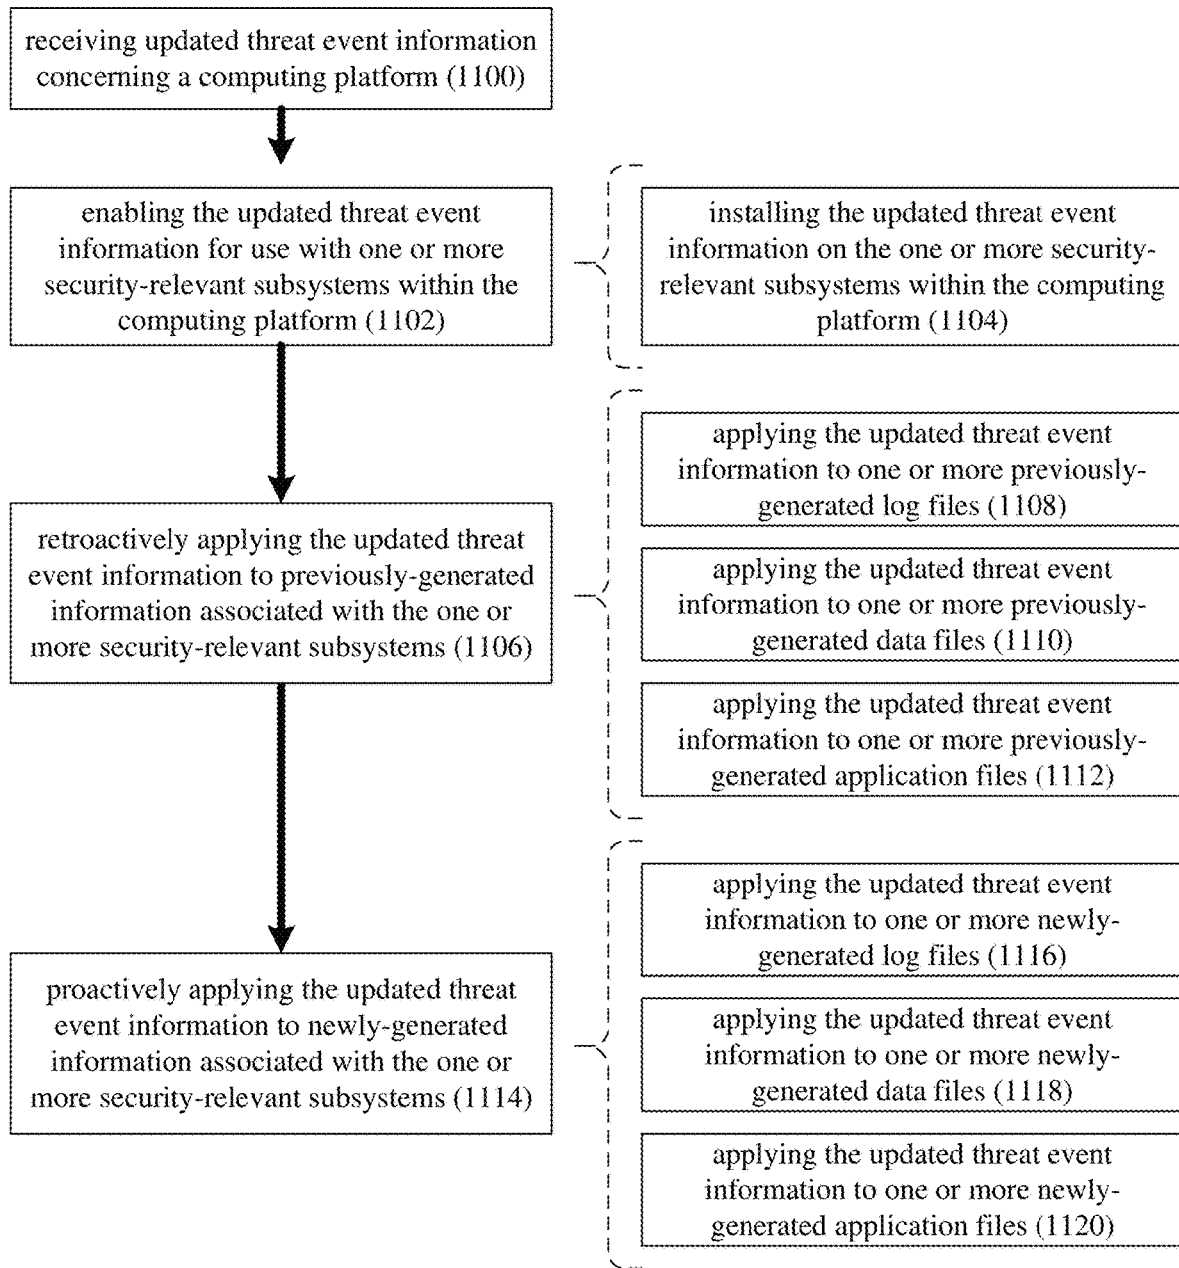 receiving updated threat event information
concerning a computing platform (1100)
enabling the updated threat event
information for use with one or more
security-relevant subsystems within the
computing platform (1102)
installing the updated threat event
information on the one or more security-
relevant subsystems within the computing
platform (1104)
retroactively applying the updated threat
event information to previously-generated
information associated with the one or
more security-relevant subsystems (1106)
applying the updated threat event
information to one or more previously-
generated log files (1108)
applying the updated threat event
information to one or more previously-
generated data files (1110)
applying the updated threat event
information to one or more previously-
generated application files (1112)
proactively applying the updated threat
event information to newly-generated
information associated with the one or
more security-relevant subsystems (1114)
applying the updated threat event
information to one or more newly-
generated log files (1116)
applying the updated threat event
information to one or more newly-
generated data files (1118)
applying the updated threat event
information to one or more newly-
generated application files (1120)